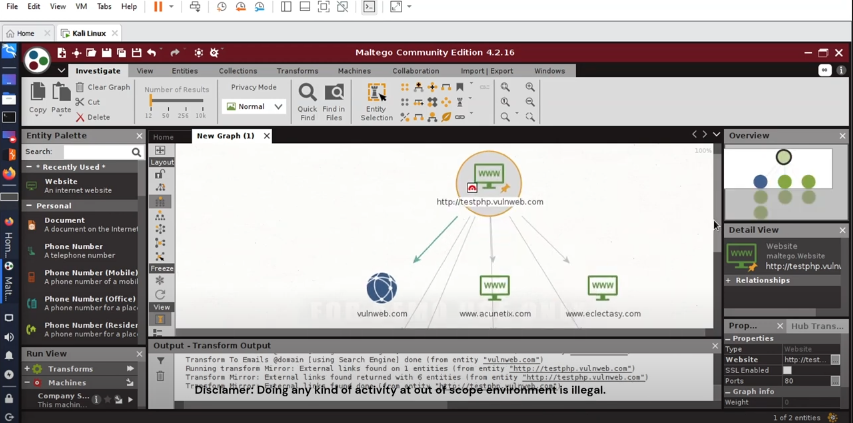 File Edit View VM Tabs Help
Home Kali Linux
Maltego Community Edition 4.2.16
Investigate View Entities Collections Transforms Machines Collaboration Import | Export Windows
Copy Paste Clear Graph Cut Delete
Number of Results
12 50 256 10k
Privacy Mode
Normal
Quick Find
Find in Files
Entity Selection
Entity Palette
Search:
* Recently Used *
Website
An internet website
Personal
Document
A document on the Internet
Phone Number
A telephone number
Phone Number (Mobile)
A phone number of a mobil
Phone Number (Office)
A phone number for a place
Phone Number (Resider
A phone number for a plac
Run View
Transforms
Machines
Company S...
This machin...
Home New Graph (1)
Layout
Freeze
View
100%
WWW
http://testphp.vulnweb.com
vulnweb.com
WWW
www.acunetix.com
WWW
www.eclectasy.com
Output - Transform Output
Transform To Emails @domain [using Search Engine] done (from entity "vulnweb.com")
Running transform Mirror: External links found on 1 entities (from entity "http://testphp.vulnweb.com")
Transform Mirror: External links found returned with 6 entities (from entity "http://testphp.vulnweb.com")
Transform Mirror: External links found done (from entity "http://testphp.vulnweb.com")
Disclamer: Doing any kind of activity at out of scope environment is illegal.
Overview
Detail View
Website
maltego.Website
http://testphp.vuln
Relationships
Prop... Hub Trans...
Properties
Type Website
Website http://test...
SSL Enabled
Ports 80
Graph info
Weight 0
1 of 2 entities